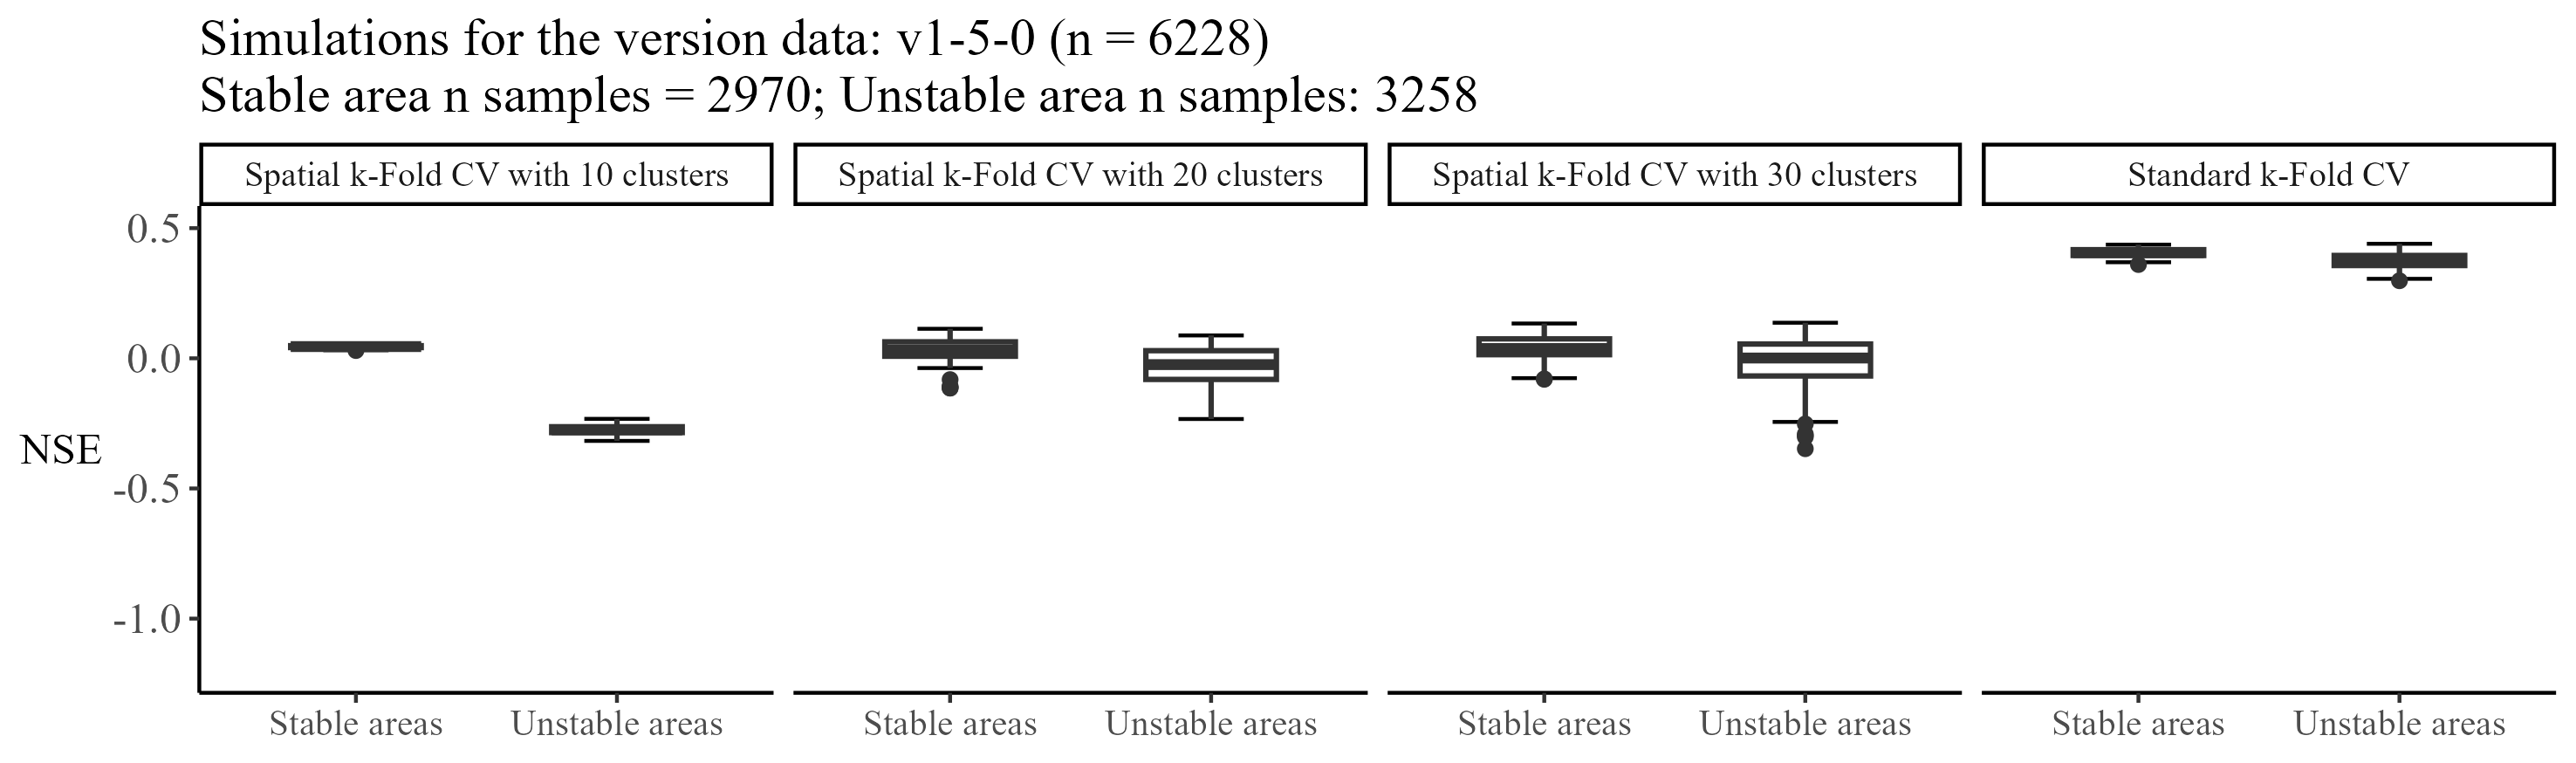 Simulations for the version data: v1-5-0 (n = 6228)
Stable area n samples = 2970; Unstable area n samples: 3258
Spatial k-Fold CV with 10 clusters
Spatial k-Fold CV with 20 clusters
Spatial k-Fold CV with 30 clusters
Standard k-Fold CV
NSE
0.5
0.0
-0.5
-1.0
Stable areas
Unstable areas
Stable areas
Unstable areas
Stable areas
Unstable areas
Stable areas
Unstable areas